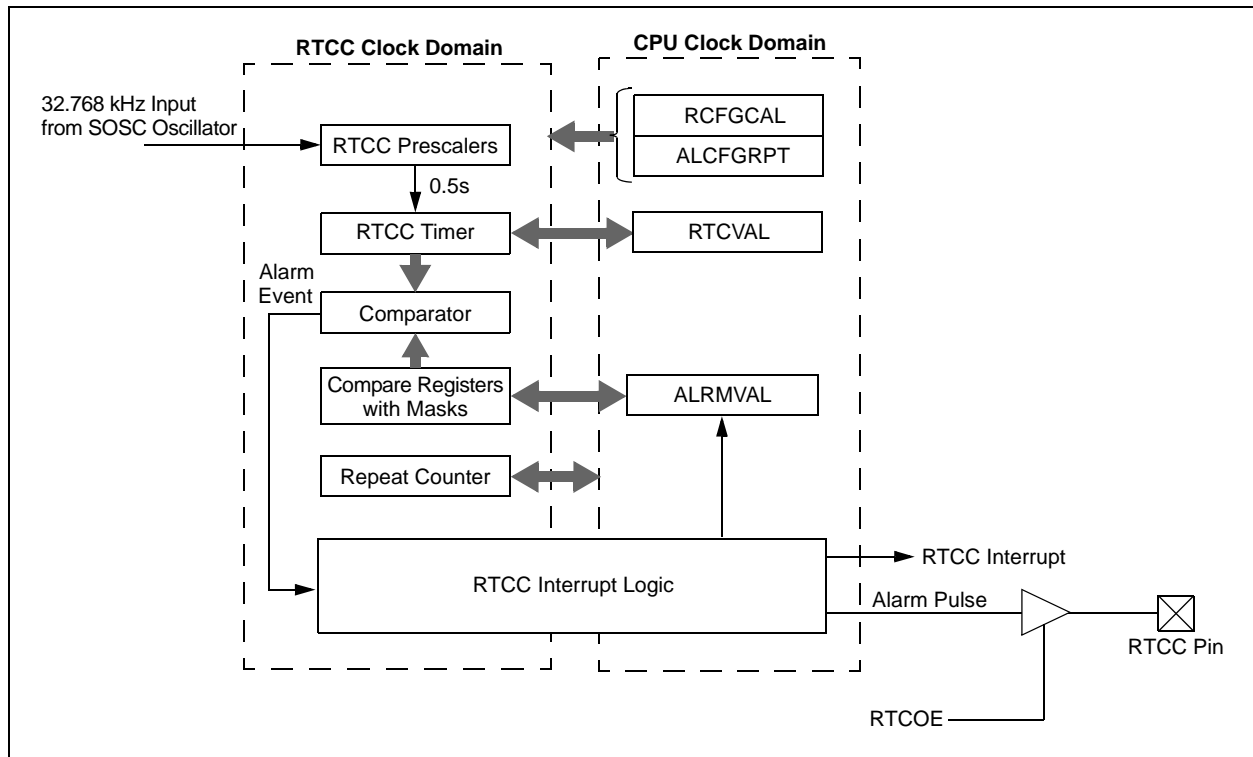 RTCC Clock Domain
CPU Clock Domain
32.768 kHz Input
from SOSC Oscillator
RTCC Prescalers
0.5s
RCFGCAL
ALCFGRPT
RTCC Timer
RTCVAL
Alarm
Event
Comparator
Compare Registers
with Masks
ALRMVAL
Repeat Counter
RTCC Interrupt Logic
RTCC Interrupt
Alarm Pulse
RTCC Pin
RTCOE